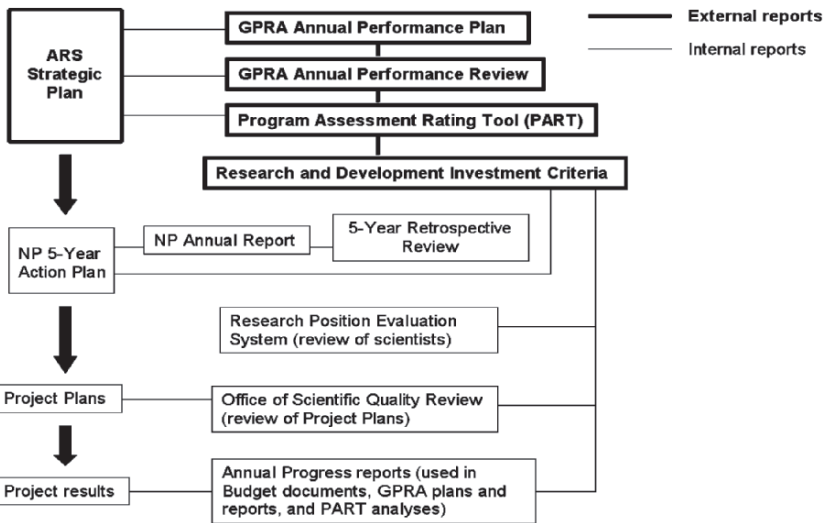 ARS
Strategic
Plan
GPRA Annual Performance Plan
GPRA Annual Performance Review
Program Assessment Rating Tool (PART)
Research and Development Investment Criteria
External reports
Internal reports
NP 5-Year
Action Plan
NP Annual Report
5-Year Retrospective
Review
Research Position Evaluation
System (review of scientists)
Project Plans
Office of Scientific Quality Review
(review of Project Plans)
Project results
Annual Progress reports (used in
Budget documents, GPRA plans and
reports, and PART analyses)